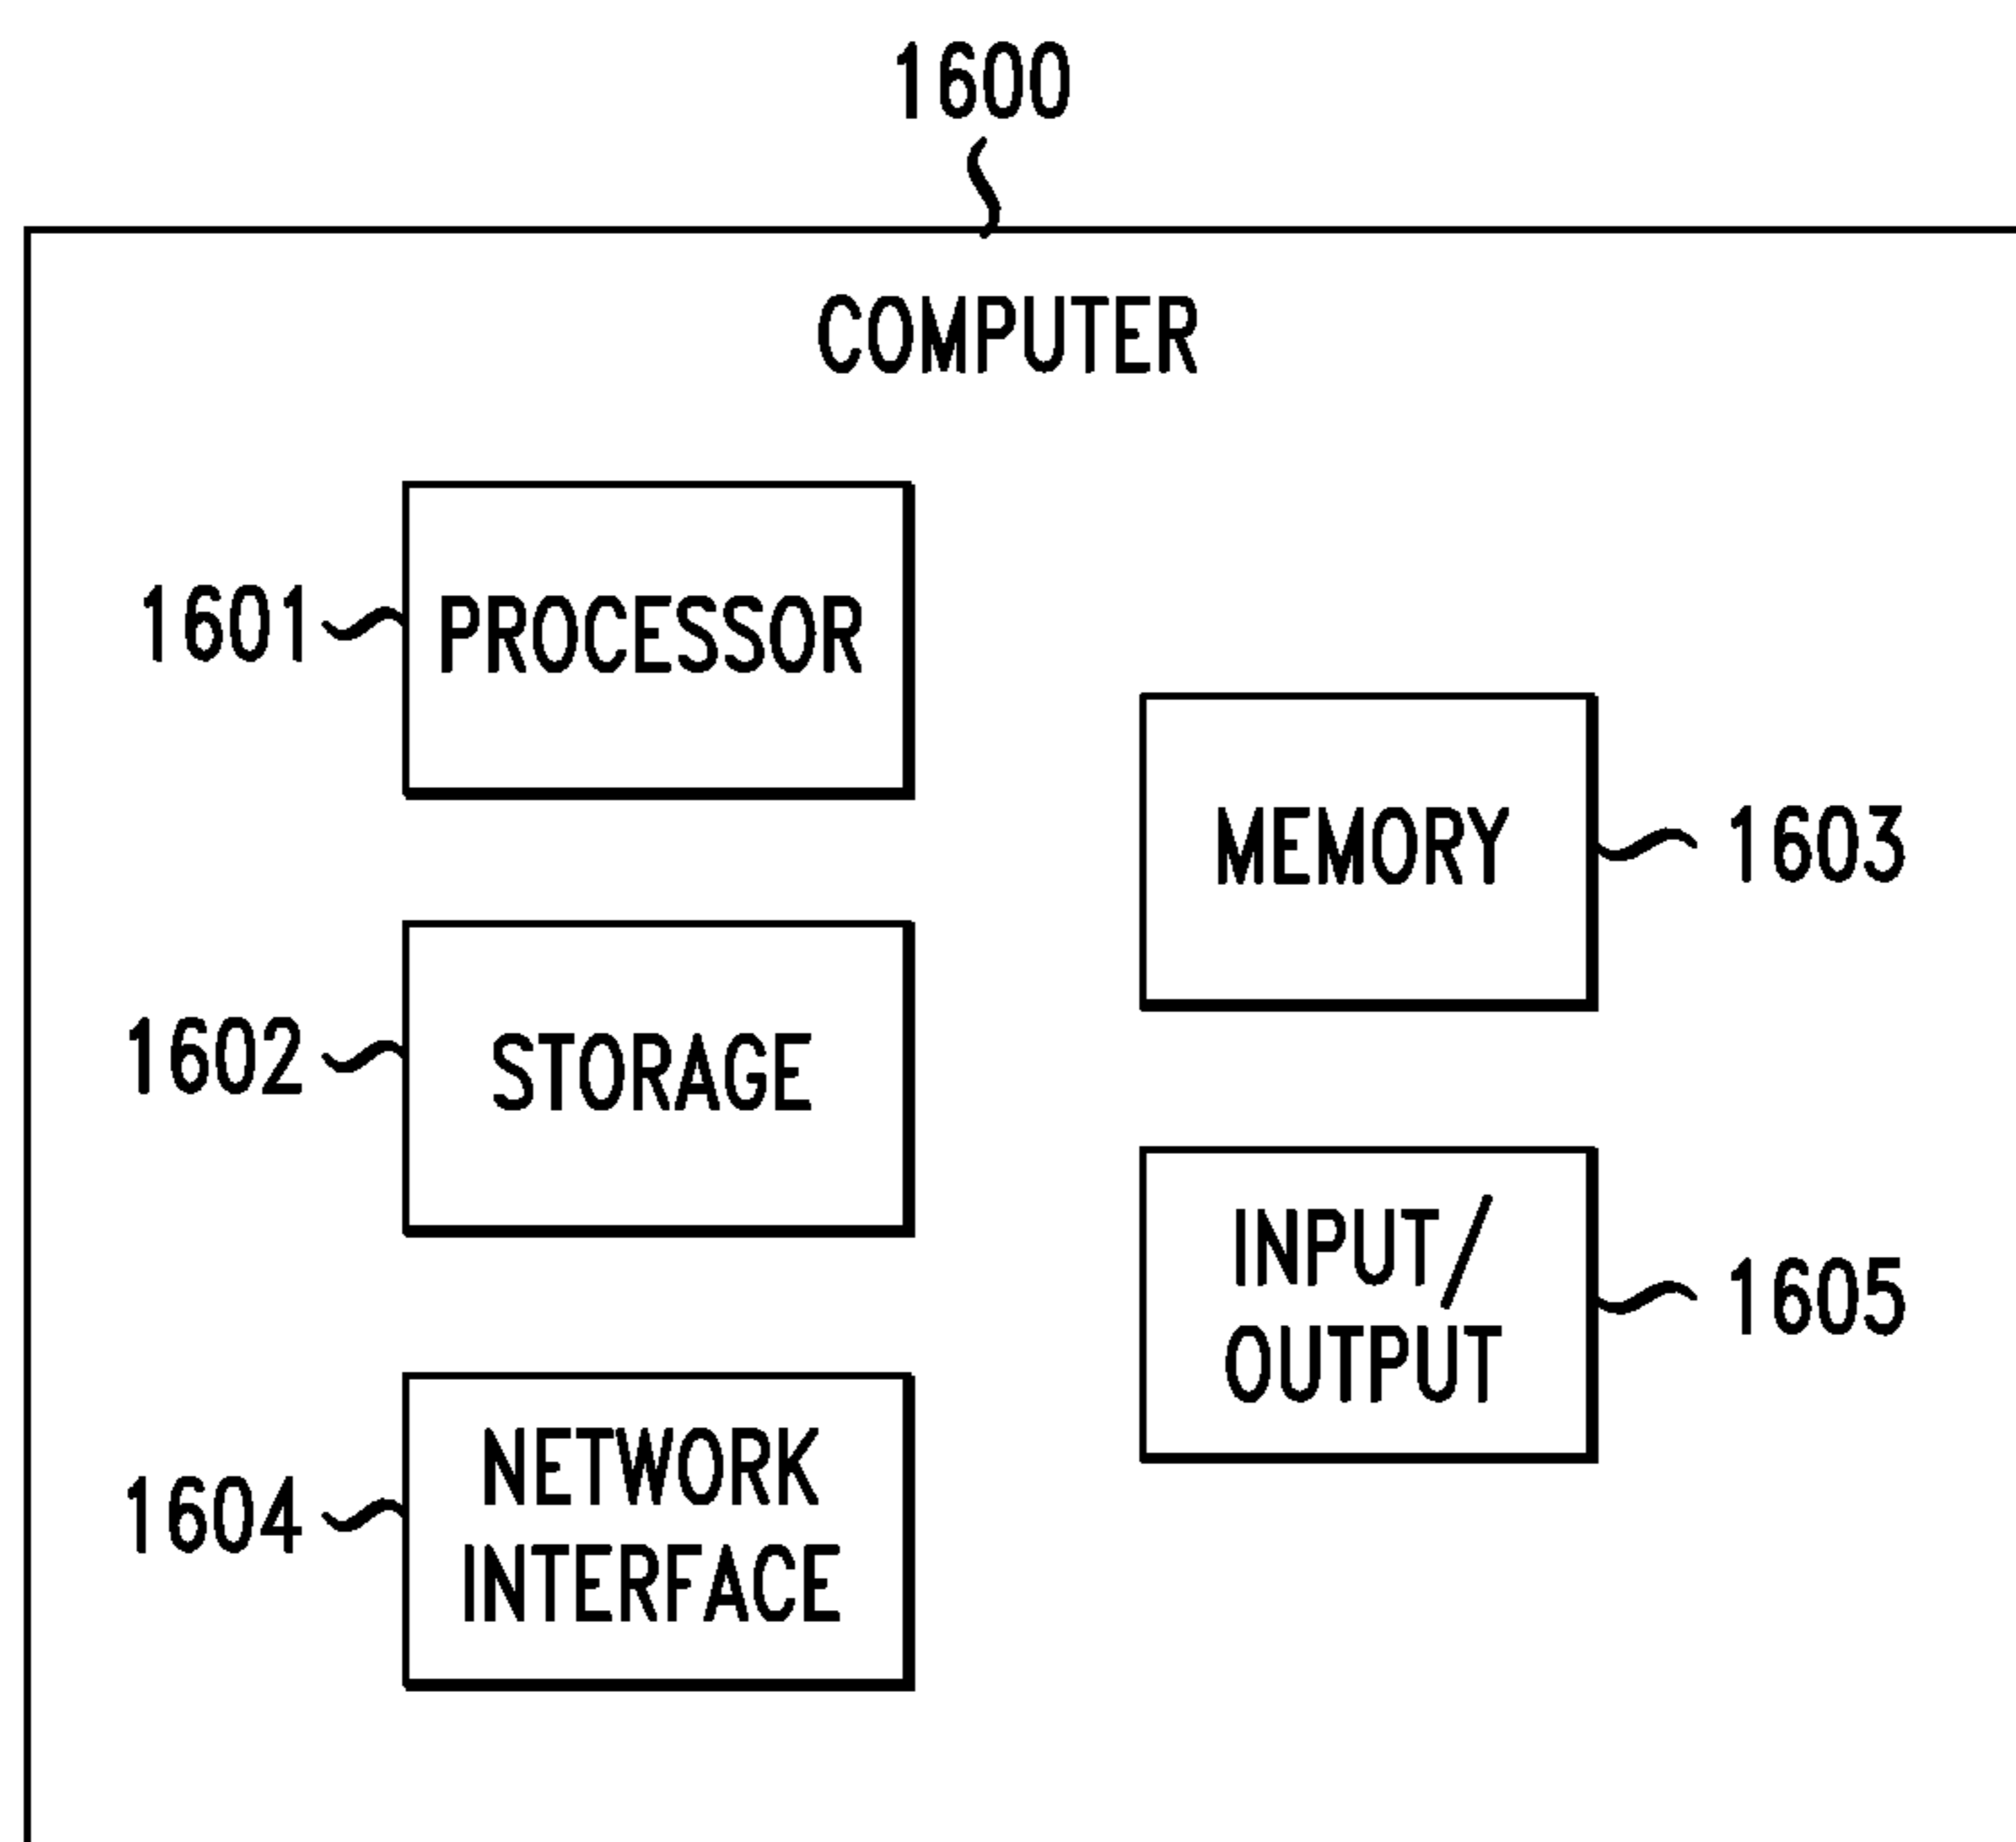 1600
COMPUTER
1601
PROCESSOR
MEMORY
1603
1602
STORAGE
INPUT/
OUTPUT
1605
1604
NETWORK
INTERFACE